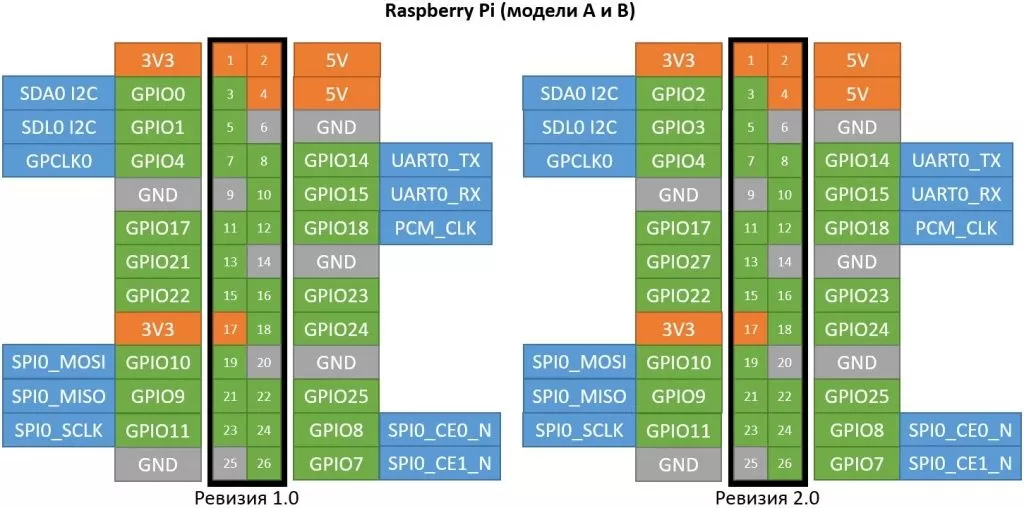 Raspberry Pi (модели А и В)
3V3 1 2 5V 3V3 1 2 5V
SDA0 I2C GPIO0 3 4 5V SDA0 I2C GPIO2 3 4 5V
SDL0 I2C GPIO1 5 6 GND SDL0 I2C GPIO3 5 6 GND
GPCLK0 GPIO4 7 8 GPIO14 UART0_TX GPCLK0 GPIO4 7 8 GPIO14 UART0_TX
GND 9 10 GPIO15 UART0_RX GND 9 10 GPIO15 UART0_RX
GPIO17 11 12 GPIO18 PCM_CLK GPIO17 11 12 GPIO18 PCM_CLK
GPIO21 13 14 GND GPIO27 13 14 GND
GPIO22 15 16 GPIO23 GPIO22 15 16 GPIO23
3V3 17 18 GPIO24 3V3 17 18 GPIO24
SPI0_MOSI GPIO10 19 20 GND SPI0_MOSI GPIO10 19 20 GND
SPI0_MISO GPIO9 21 22 GPIO25 SPI0_MISO GPIO9 21 22 GPIO25
SPI0_SCLK GPIO11 23 24 GPIO8 SPI0_CE0_N SPI0_SCLK GPIO11 23 24 GPIO8 SPI0_CE0_N
GND 25 26 GPIO7 SPI0_CE1_N GND 25 26 GPIO7 SPI0_CE1_N
Ревизия 1.0 Ревизия 2.0